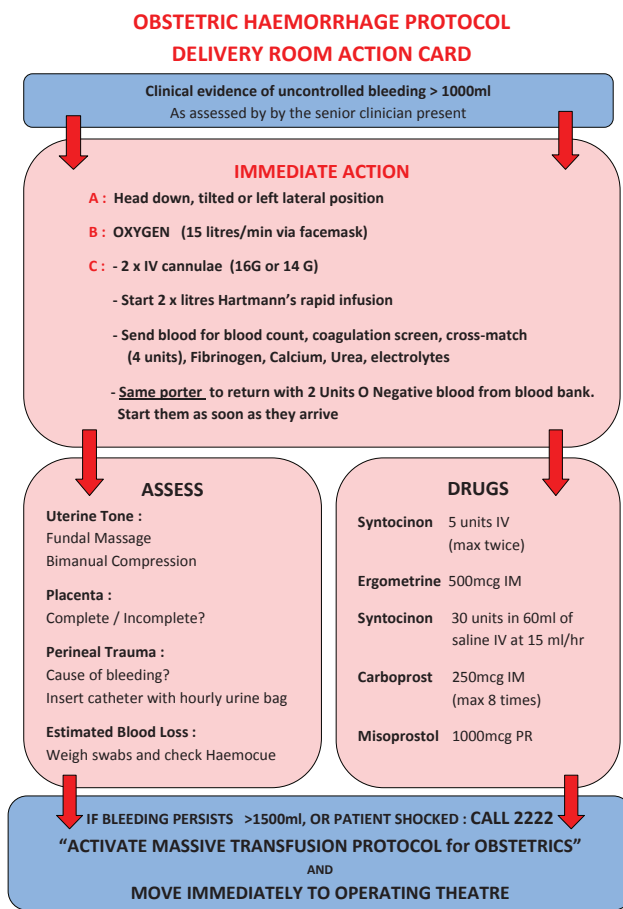 OBSTETRIC HAEMORRHAGE PROTOCOL
DELIVERY ROOM ACTION CARD
Clinical evidence of uncontrolled bleeding > 1000ml
As assessed by by the senior clinician present
IMMEDIATE ACTION
A : Head down, tilted or left lateral position
B : OXYGEN (15 litres/min via facemask)
C : - 2 x IV cannulae (16G or 14 G)
- Start 2 x litres Hartmann's rapid infusion
- Send blood for blood count, coagulation screen, cross-match
(4 units), Fibrinogen, Calcium, Urea, electrolytes
- Same porter to return with 2 Units O Negative blood from blood bank.
Start them as soon as they arrive
ASSESS
Uterine Tone :
Fundal Massage
Bimanual Compression
Placenta :
Complete / Incomplete?
Perineal Trauma :
Cause of bleeding?
Insert catheter with hourly urine bag
Estimated Blood Loss :
Weigh swabs and check Haemocue
DRUGS
Syntocinon 5 units IV
(max twice)
Ergometrine 500mcg IM
Syntocinon 30 units in 60ml of
saline IV at 15 ml/hr
Carboprost 250mcg IM
(max 8 times)
Misoprostol 1000mcg PR
IF BLEEDING PERSISTS >1500ml, OR PATIENT SHOCKED : CALL 2222
"ACTIVATE MASSIVE TRANSFUSION PROTOCOL for OBSTETRICS"
AND
MOVE IMMEDIATELY TO OPERATING THEATRE